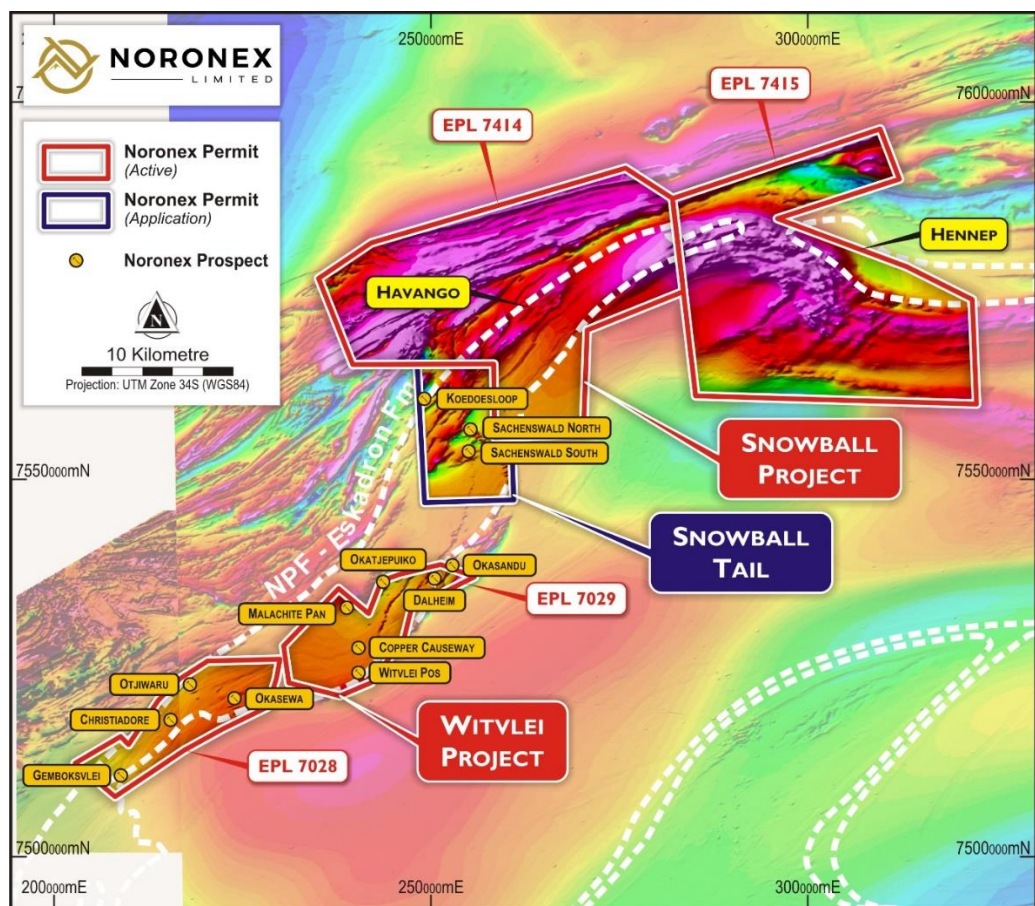 NORONEX
LIMITED
250000mE
300000mE
7600000mN
Noronex Permit
(Active)
Noronex Permit
(Application)
Noronex Prospect
N
10 Kilometre
Projection: UTM Zone 34S (WGS84)
EPL 7414
EPL 7415
HENNEP
HAVANGO
KOEDOESLOOP
SACHENSWALD NORTH
SACHENSWALD SOUTH
SNOWBALL
PROJECT
7550000mN
7550000mN
NPF - Eskadron Fm
SNOWBALL
TAIL
OKATJEPUIKO
OKASANDU
DALHEIM
EPL 7029
MALACHITE PAN
COPPER CAUSEWAY
WITVLEI POS
OTJIWARU
OKASEWA
CHRISTIADORE
WITVLEI
PROJECT
EPL 7028
GEMBOKSVLEI
7500000mN
7500000mN
200000mE
250000mE
300000mE